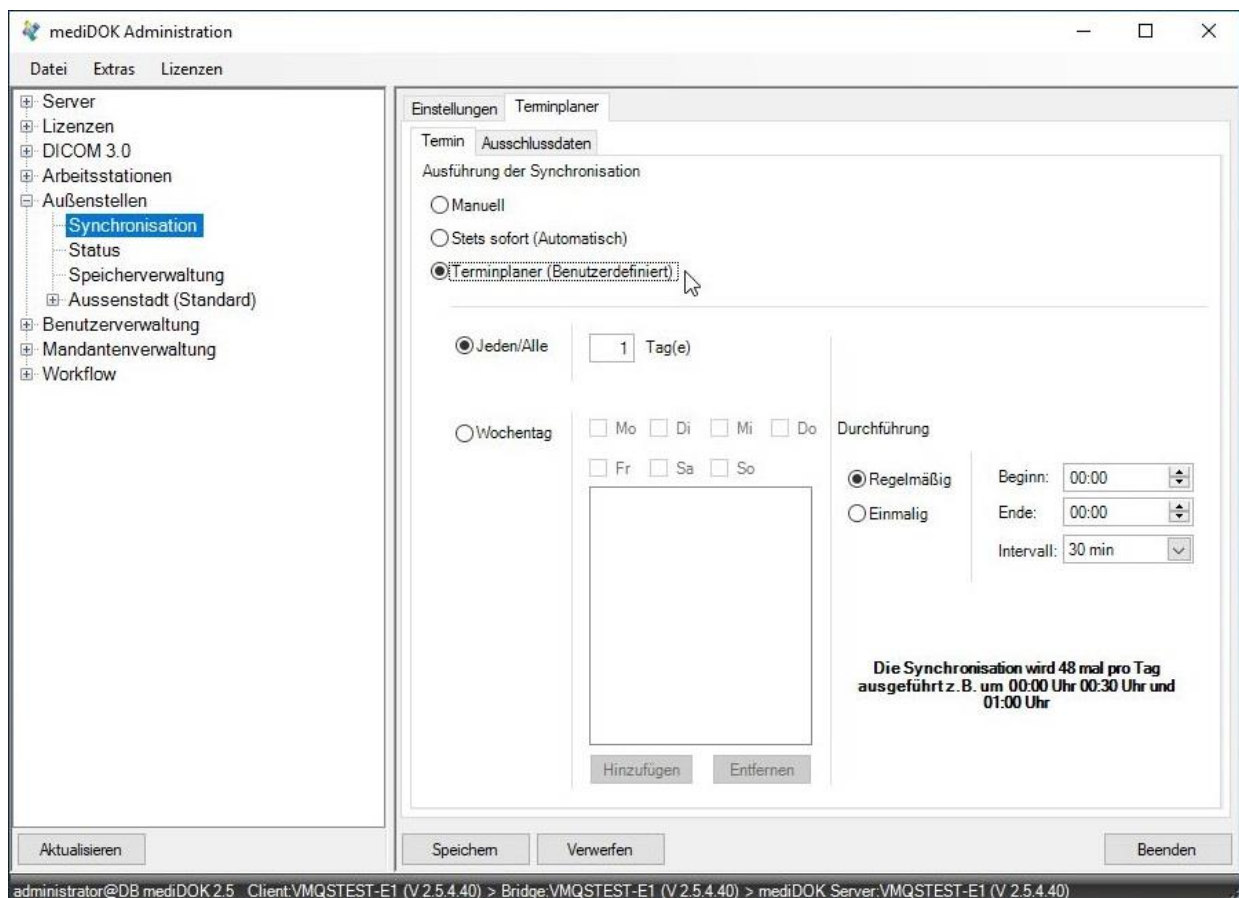 mediDOK Administration
Datei Extras Lizenzen
Server
Lizenzen
DICOM 3.0
Arbeitsstationen
Außenstellen
Synchronisation
Status
Speicherverwaltung
Aussenstadt (Standard)
Benutzerverwaltung
Mandantenverwaltung
Workflow
Aktualisieren
Einstellungen Terminplaner
Termin Ausschlussdaten
Ausführung der Synchronisation
Manuell
Stets sofort (Automatisch)
Terminplaner (Benutzerdefiniert)
Jeden/Alle 1 Tag(e)
Wochentag Mo Di Mi Do
Fr Sa So
Hinzufügen Entfernen
Durchführung
Regelmäßig
Einmalig
Beginn: 00:00
Ende: 00:00
Intervall: 30 min
Die Synchronisation wird 48 mal pro Tag
ausgeführt z.B. um 00:00 Uhr 00:30 Uhr und
01:00 Uhr
Speichern Verwerfen Beenden
administrator@DB mediDOK 2.5 Client:VMQSTEST-E1 (V 2.5.4.40) > Bridge:VMQSTEST-E1 (V 2.5.4.40) > mediDOK Server:VMQSTEST-E1 (V 2.5.4.40)